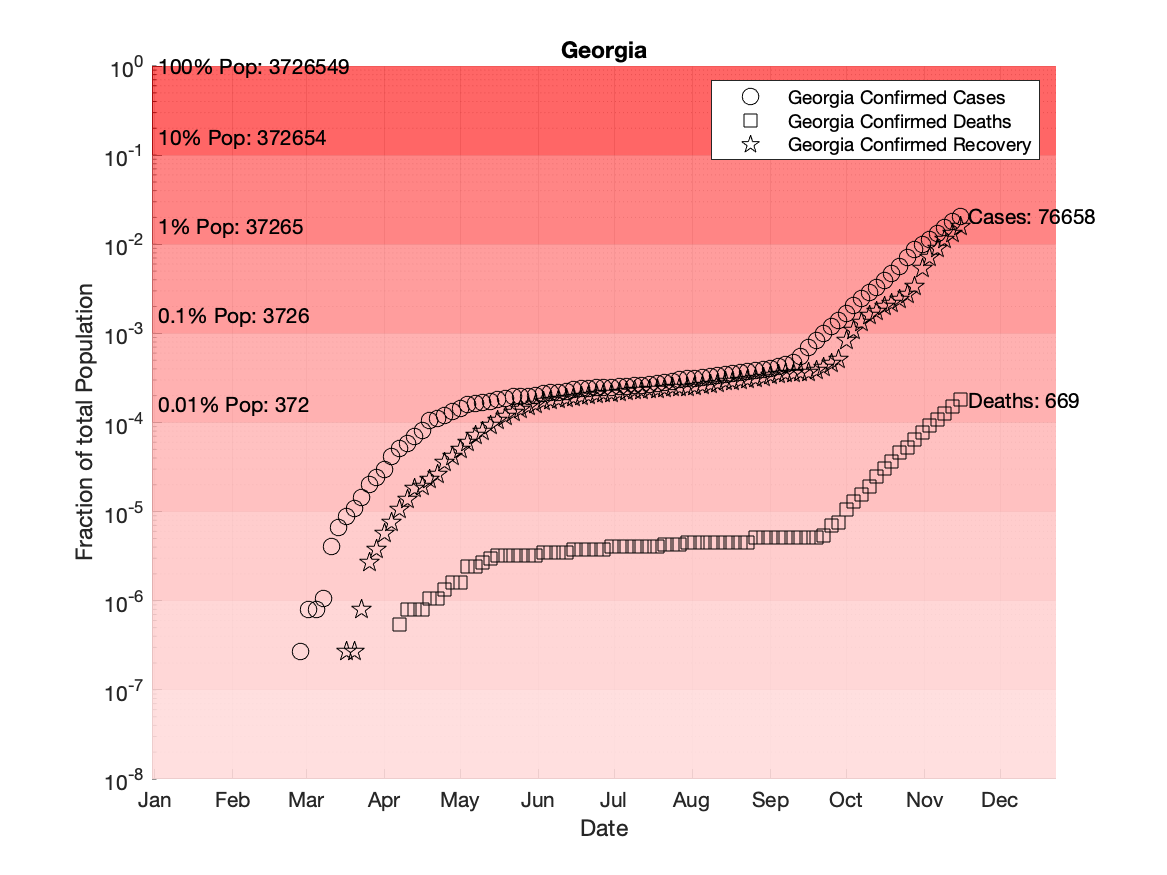 Georgia
10^0
10^-1
10^-2
10^-3
10^-4
10^-5
10^-6
10^-7
10^-8
Fraction of total Population
100% Pop: 3726549
10% Pop: 372654
1% Pop: 37265
0.1% Pop: 3726
0.01% Pop: 372
Georgia Confirmed Cases
Georgia Confirmed Deaths
Georgia Confirmed Recovery
Cases: 76658
Deaths: 669
Jan Feb Mar Apr May Jun Jul Aug Sep Oct Nov Dec
Date